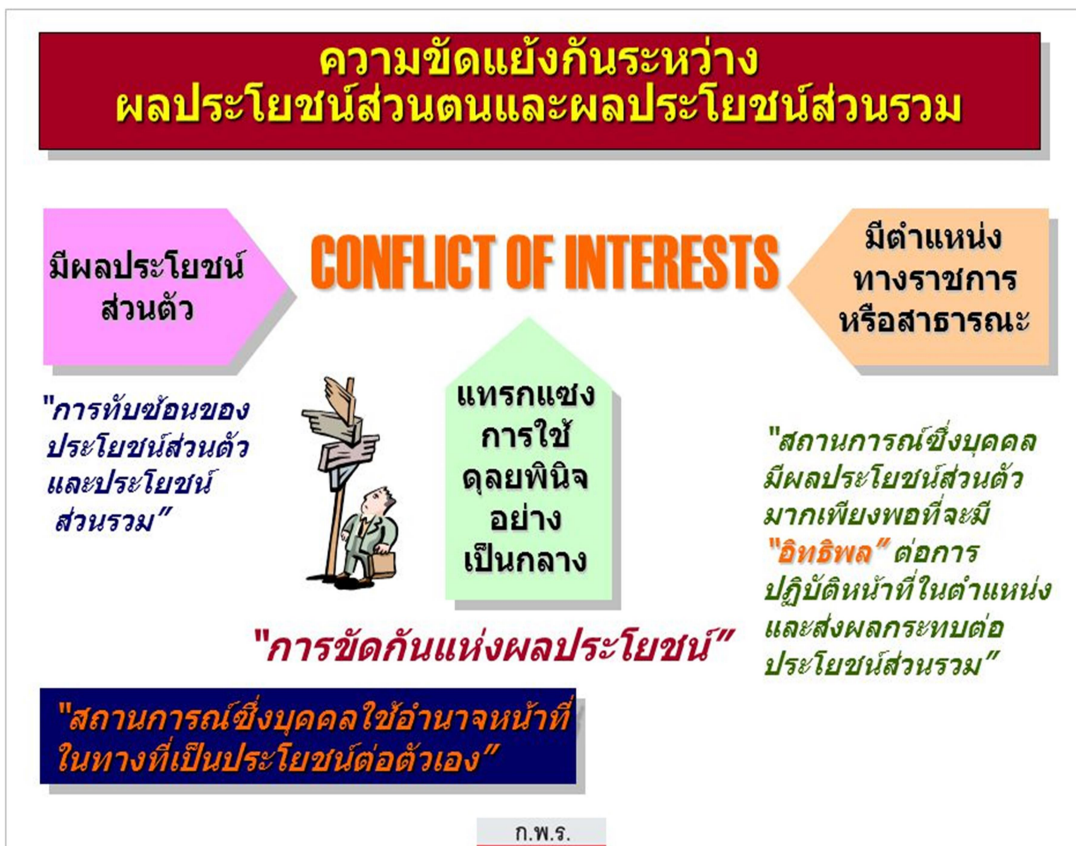 ความขัดแย้งกันระหว่าง
ผลประโยชน์ส่วนตนและผลประโยชน์ส่วนรวม
มีผลประโยชน์
ส่วนตัว
CONFLICT OF INTERESTS
มีตำแหน่ง
ทางราชการ
หรือสาธารณะ
"การทับซ้อนของ
ประโยชน์ส่วนตัว
และประโยชน์
ส่วนรวม"
แทรกแซง
การใช้
ดุลยพินิจ
อย่าง
เป็นกลาง
"สถานการณ์ซึ่งบุคคล
มีผลประโยชน์ส่วนตัว
มากเพียงพอที่จะมี
"อิทธิพล" ต่อการ
ปฏิบัติหน้าที่ในตำแหน่ง
และส่งผลกระทบต่อ
ประโยชน์ส่วนรวม"
"การขัดกันแห่งผลประโยชน์"
"สถานการณ์ซึ่งบุคคลใช้อำนาจหน้าที่
ในทางที่เป็นประโยชน์ต่อตัวเอง"
ก.พ.ร.